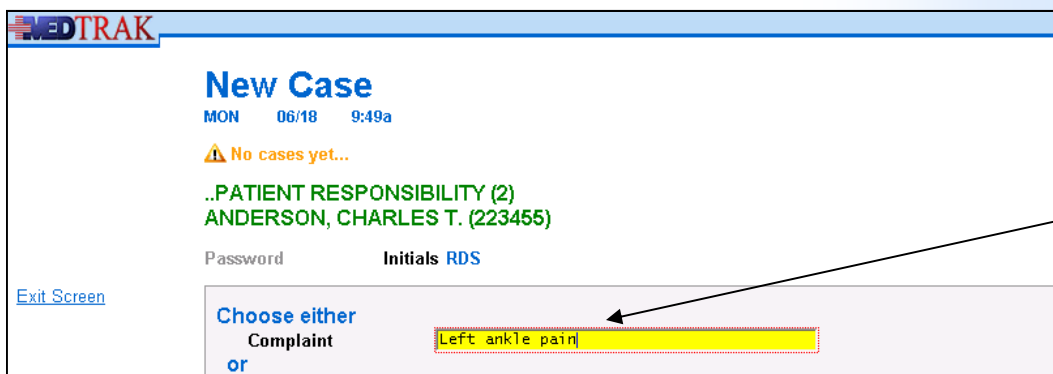 MEDTRAK
New Case
MON 06/18 9:49a
No cases yet...
..PATIENT RESPONSIBILITY (2)
ANDERSON, CHARLES T. (223455)
Password Initials RDS
Exit Screen
Choose either
Complaint Left ankle pain
or